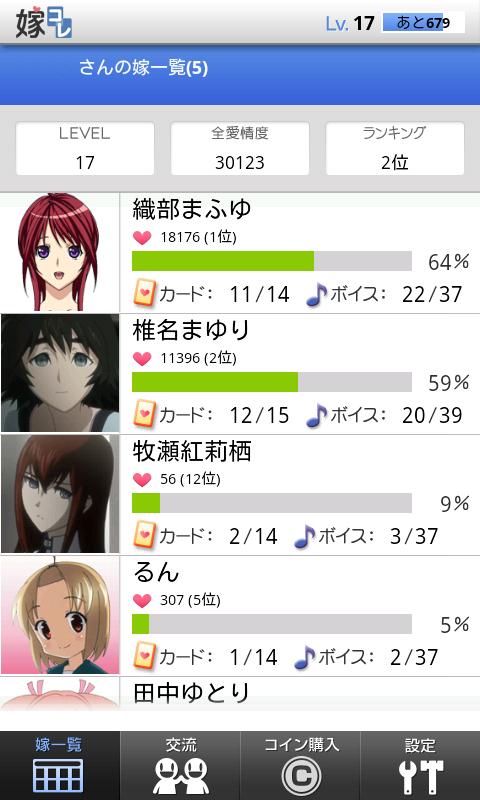 嫁コレ
Lv. 17 あと679
さんの嫁一覧(5)
LEVEL 全愛情度 ランキング
17 30123 2位
織部まふゆ
18176 (1位)
64%
カード: 11/14 ボイス: 22/37
椎名まゆり
11396 (2位)
59%
カード: 12/15 ボイス: 20/39
牧瀬紅莉栖
56 (12位)
9%
カード: 2/14 ボイス: 3/37
るん
307 (5位)
5%
カード: 1/14 ボイス: 2/37
田中ゆとり
嫁一覧 交流 コイン購入 設定